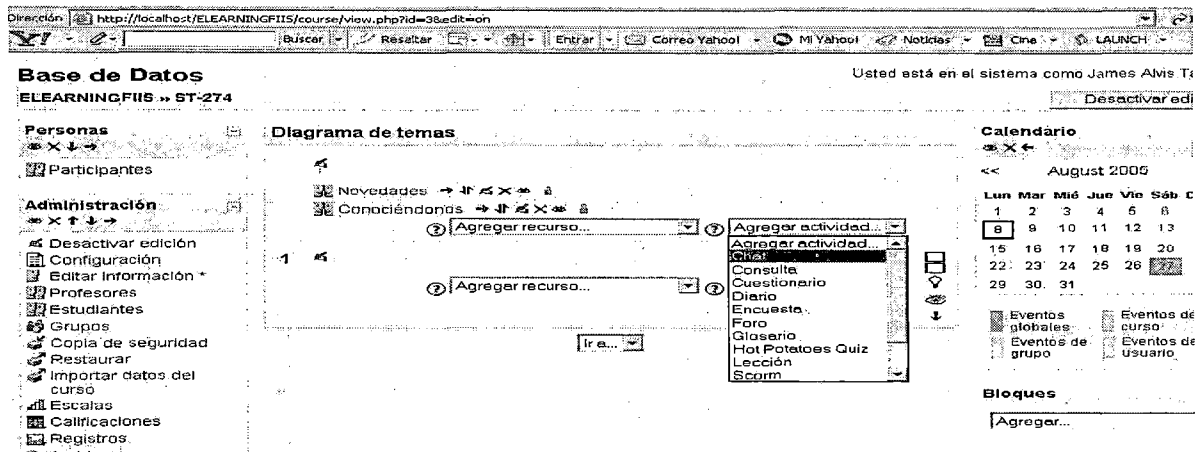 Dirección http://localhost/ELEARNINGFIIS/course/view.php?id=3&edit=on
Y! Buscar Resaltar Entrar Correo Yahoo! Mi Yahoo! Noticias Cine LAUNCH
Base de Datos
Usted está en el sistema como James Alvis Ta
ELEARNINGFIIS » ST-274
Desactivar edi
Personas
Participantes
Administración
Desactivar edición
Configuración
Editar Información *
Profesores
Estudiantes
Grupos
Copia de seguridad
Restaurar
Importar datos del
curso
Escalas
Calificaciones
Registros
Diagrama de temas
Novedades
Conociéndonos
Agregar recurso... Agregar actividad...
1
Agregar recurso...
Agregar actividad...
Chat
Consulta
Cuestionario
Diario
Encuesta
Foro
Glosario
Hot Potatoes Quiz
Lección
Scorm
Ir a...
Calendario
<< August 2005
Lun Mar Mié Jue Vie Sáb D
1 2 3 4 5 6
8 9 10 11 12 13
15 16 17 18 19 20
22 23 24 25 26 27
29 30 31
Eventos globales Eventos de curso
Eventos de grupo Eventos de usuario
Bloques
Agregar...